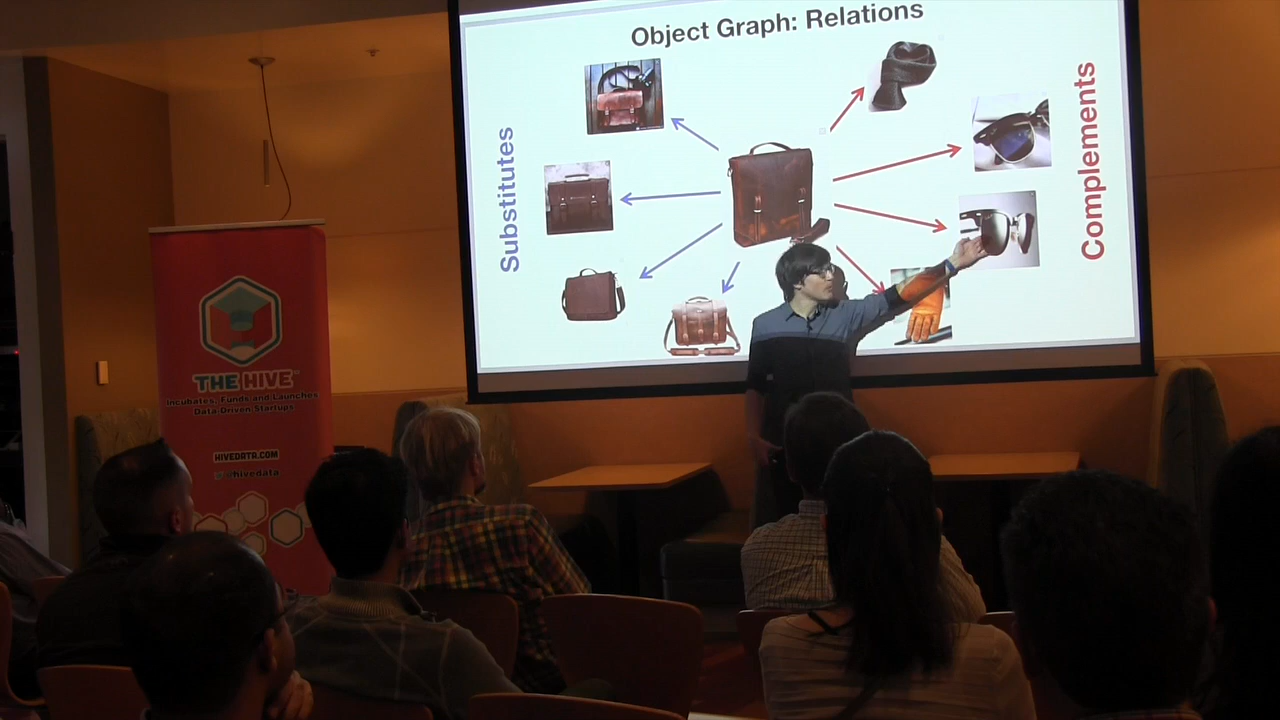 Object Graph: Relations
Substitutes
Complements
THE HIVE
Incubates, Funds and Launches
Data Driven Startups
HIVEDATA.COM
@hivedata